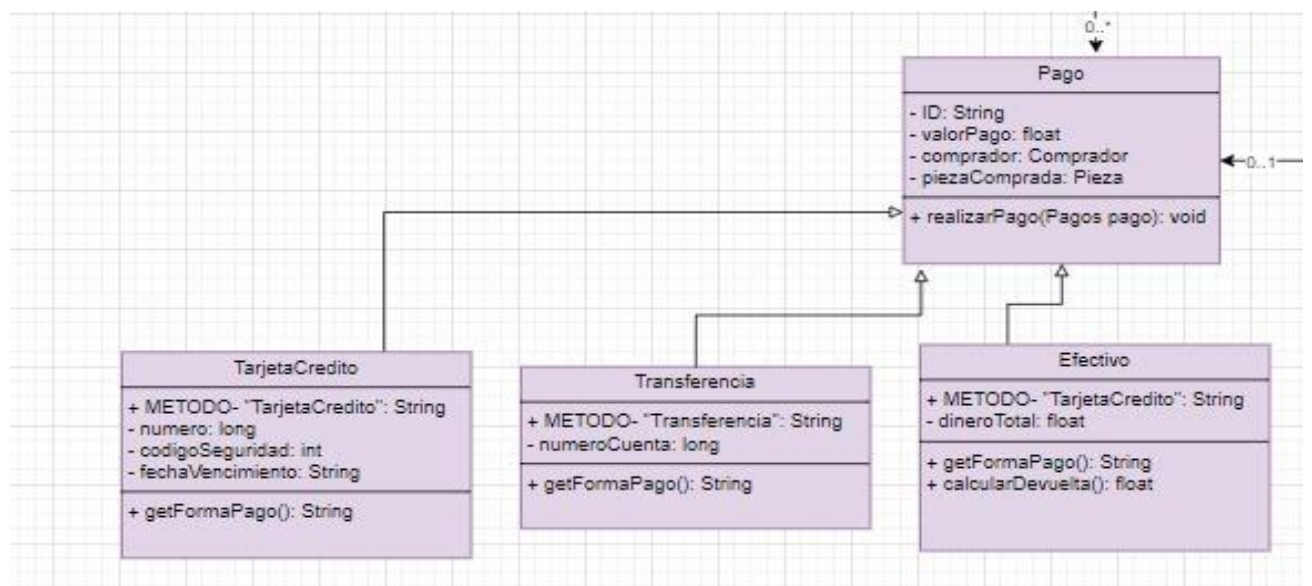 0..*
Pago
- ID: String
- valorPago: float
- comprador: Comprador
- piezaComprada: Pieza
0..1
+ realizarPago(Pagos pago): void
TarjetaCredito
+ METODO- "TarjetaCredito": String
- numero: long
- codigoSeguridad: int
- fechaVencimiento: String
+ getFormaPago(): String
Transferencia
+ METODO- "Transferencia": String
- numeroCuenta: long
+ getFormaPago(): String
Efectivo
+ METODO- "TarjetaCredito": String
- dineroTotal: float
+ getFormaPago(): String
+ calcularDevuelta(): float